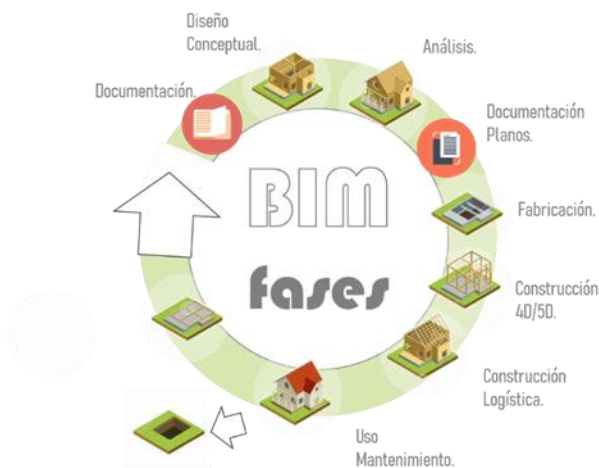 Diseño
Conceptual.
Análisis.
Documentación.
Documentación
Planos.
BIM
fases
Fabricación.
Construcción
4D/5D.
Construcción
Logística.
Uso
Mantenimiento.